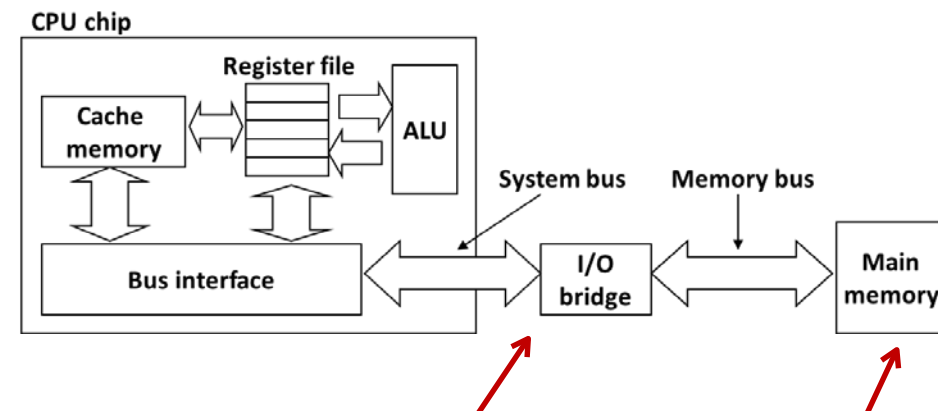 CPU chip
Register file
Cache
memory
ALU
System bus
Memory bus
Bus interface
I/O
bridge
Main
memory